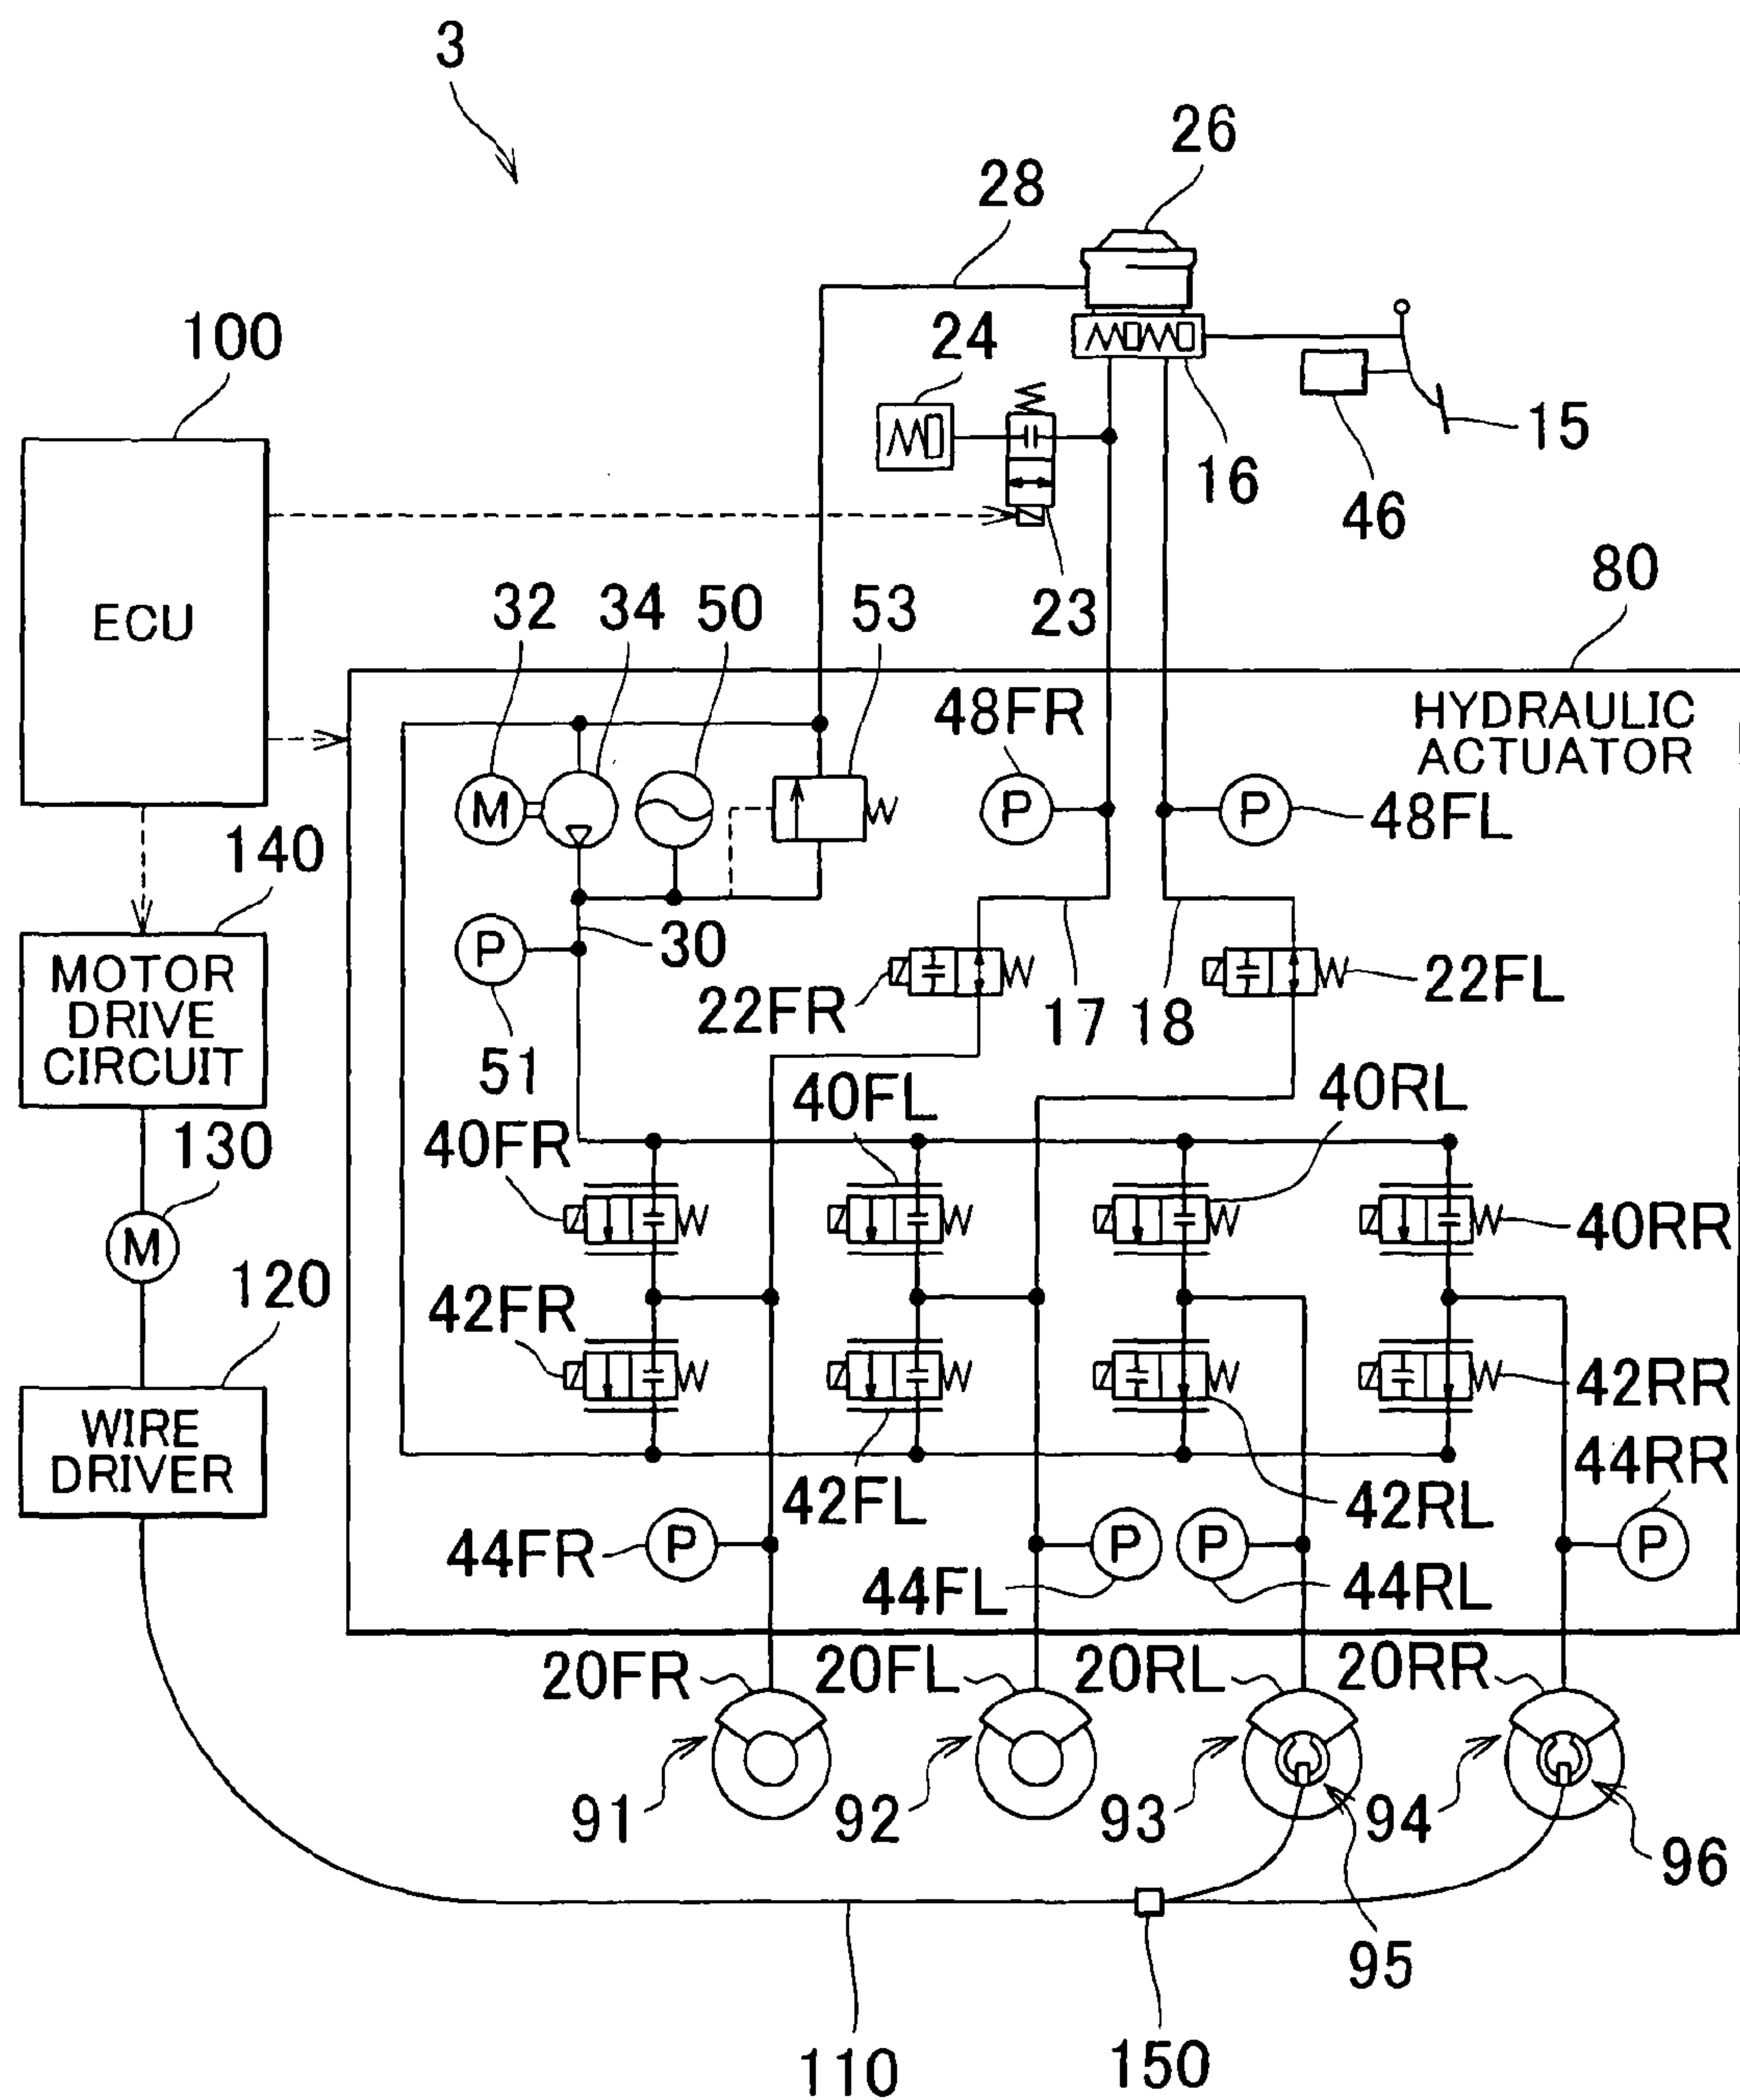 3
26
28
24
100
15
16
46
ECU
23
80
32
34
50
53
48FR
HYDRAULIC
ACTUATOR
M
P
P
48FL
140
P
30
MOTOR
DRIVE
CIRCUIT
22FR
17
18
22FL
51
40FL
40RL
130
40FR
M
40RR
120
42FR
42RR
WIRE
DRIVER
42FL
42RL
44RR
44FR
P
P
P
P
44FL
44RL
20FR
20FL
20RL
20RR
91
92
93
94
96
95
110
150